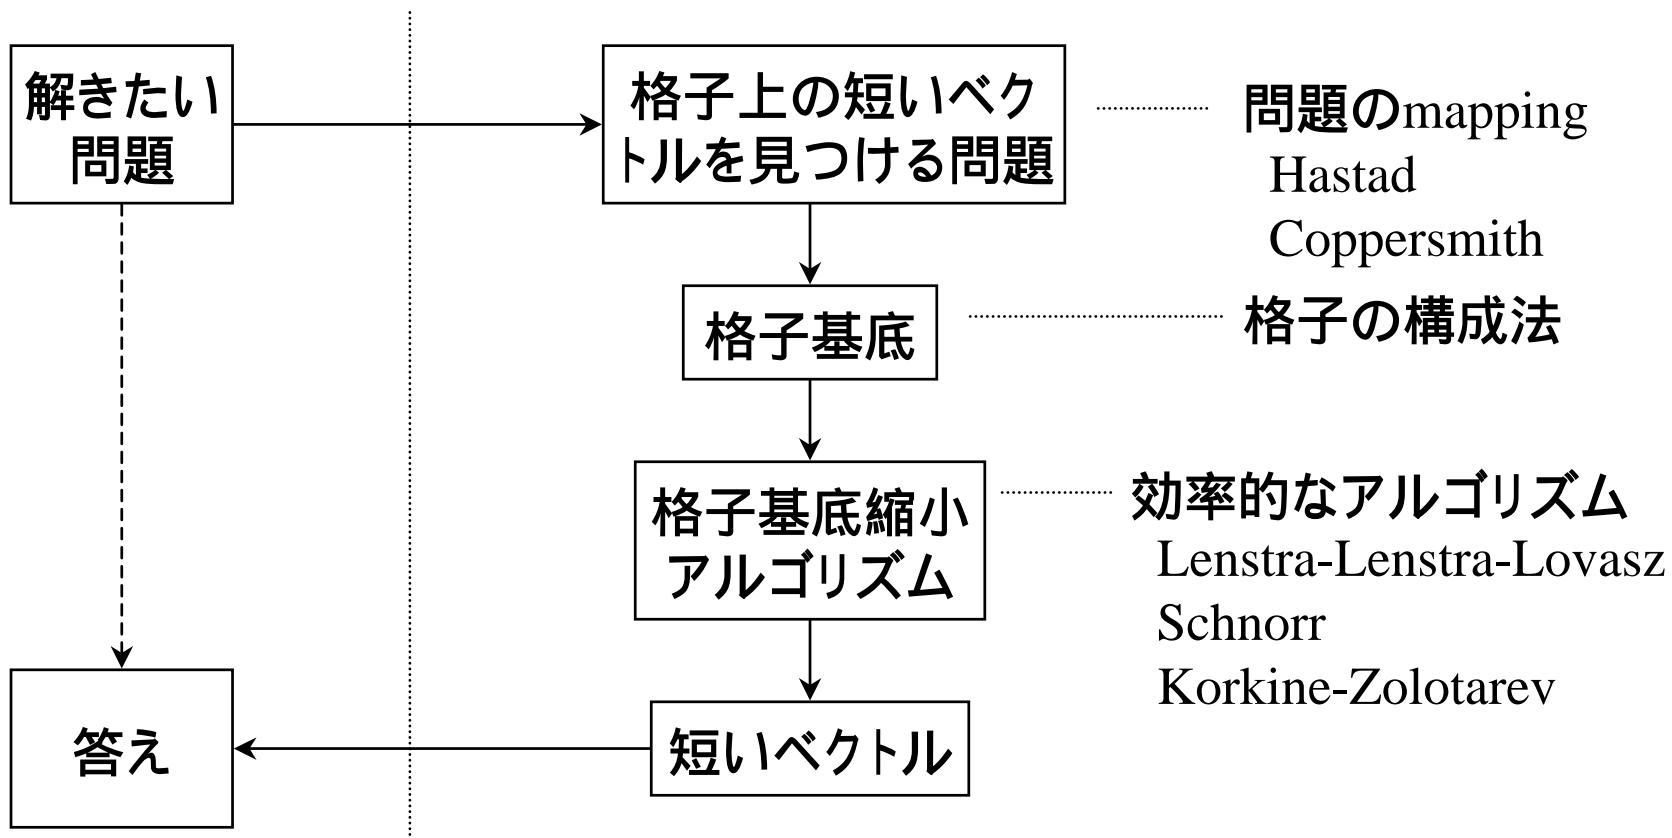 解きたい
問題
格子上の短いベク
トルを見つける問題
問題のmapping
Hastad
Coppersmith
格子基底
格子の構成法
格子基底縮小
アルゴリズム
効率的なアルゴリズム
Lenstra-Lenstra-Lovasz
Schnorr
Korkine-Zolotarev
答え
短いベクトル